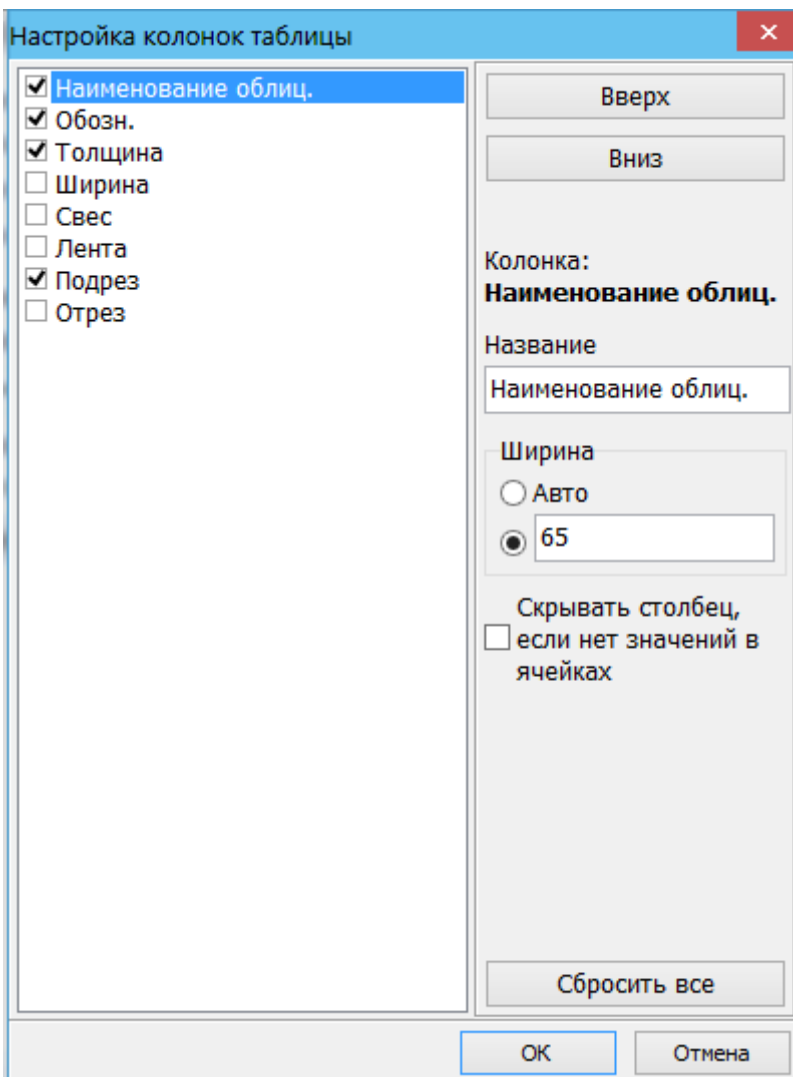 Настройка колонок таблицы
Наименование облиц.
Обозн.
Толщина
Ширина
Свес
Лента
Подрез
Отрез
Вверх
Вниз
Колонка:
Наименование облиц.
Название
Наименование облиц.
Ширина
Авто
65
Скрывать столбец,
если нет значений в
ячейках
Сбросить все
ОК
Отмена